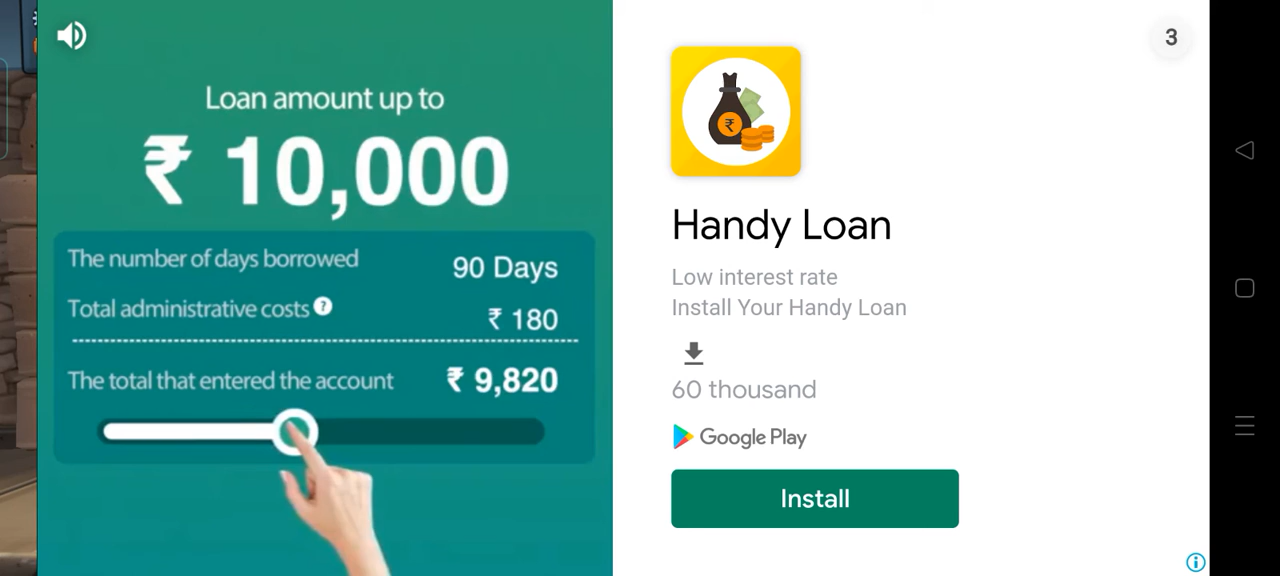 Loan amount up to
₹ 10,000
The number of days borrowed 90 Days
Total administrative costs ? ₹ 180
The total that entered the account ₹ 9,820
3
₹
Handy Loan
Low interest rate
Install Your Handy Loan
60 thousand
Google Play
Install